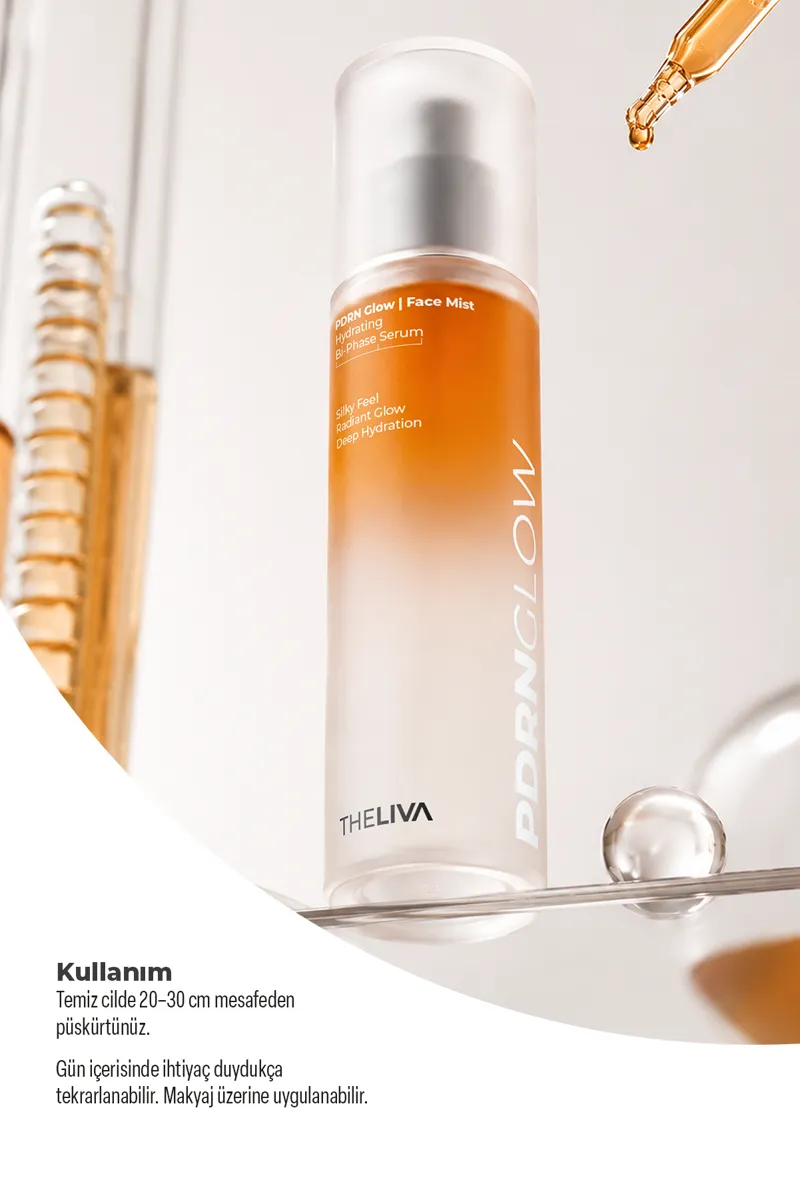 PDRN Glow | Face Mist
Hydrating
Bi-Phase Serum
Silky Feel
Radiant Glow
Deep Hydration
PDRNGLOW
THELIVA
Kullanım
Temiz cilde 20–30 cm mesafeden
püskürtünüz.
Gün içerisinde ihtiyaç duydukça
tekrarlanabilir. Makyaj üzerine uygulanabilir.